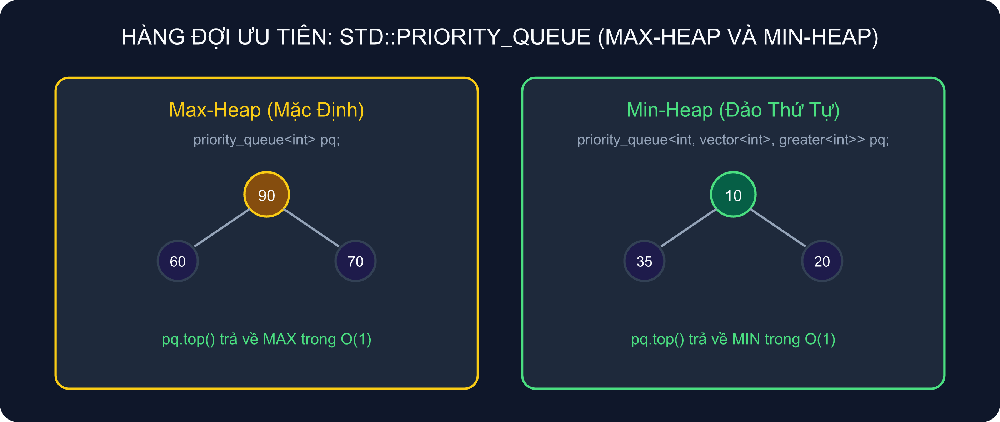 HÀNG ĐỢI ƯU TIÊN: STD::PRIORITY_QUEUE (MAX-HEAP VÀ MIN-HEAP)
Max-Heap (Mặc Định)
priority_queue<int> pq;
90
60
70
pq.top() trả về MAX trong O(1)
Min-Heap (Đảo Thứ Tự)
priority_queue<int, vector<int>, greater<int>> pq;
10
35
20
pq.top() trả về MIN trong O(1)